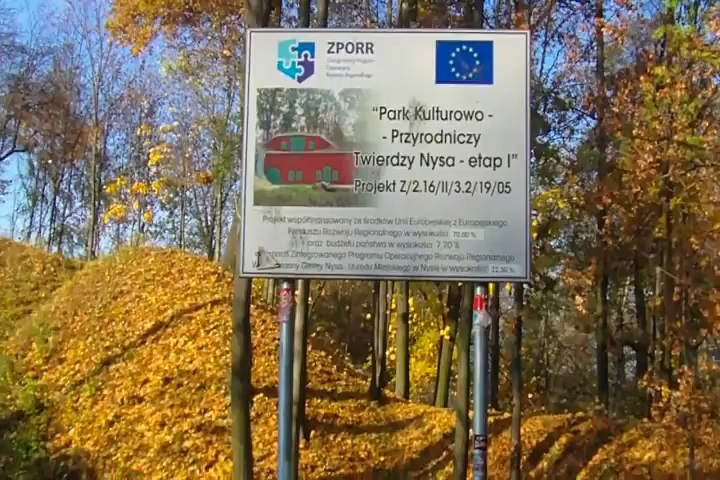 ZPORR
"Park Kulturowo -
- Przyrodniczy
Twierdzy Nysa - etap I"
Projekt Z/2.16/II/3.2/19/05
Projekt współfinansowany ze środków Unii Europejskiej z Europejskiego
Funduszu Rozwoju Regionalnego w wysokości 70,00 %
oraz budżetu państwa w wysokości 7,70 %
Zintegrowanego Programu Operacyjnego Rozwoju Regionalnego
Gminy Nysa - Urzędu Miejskiego w Nysie w wysokości 22,30 %